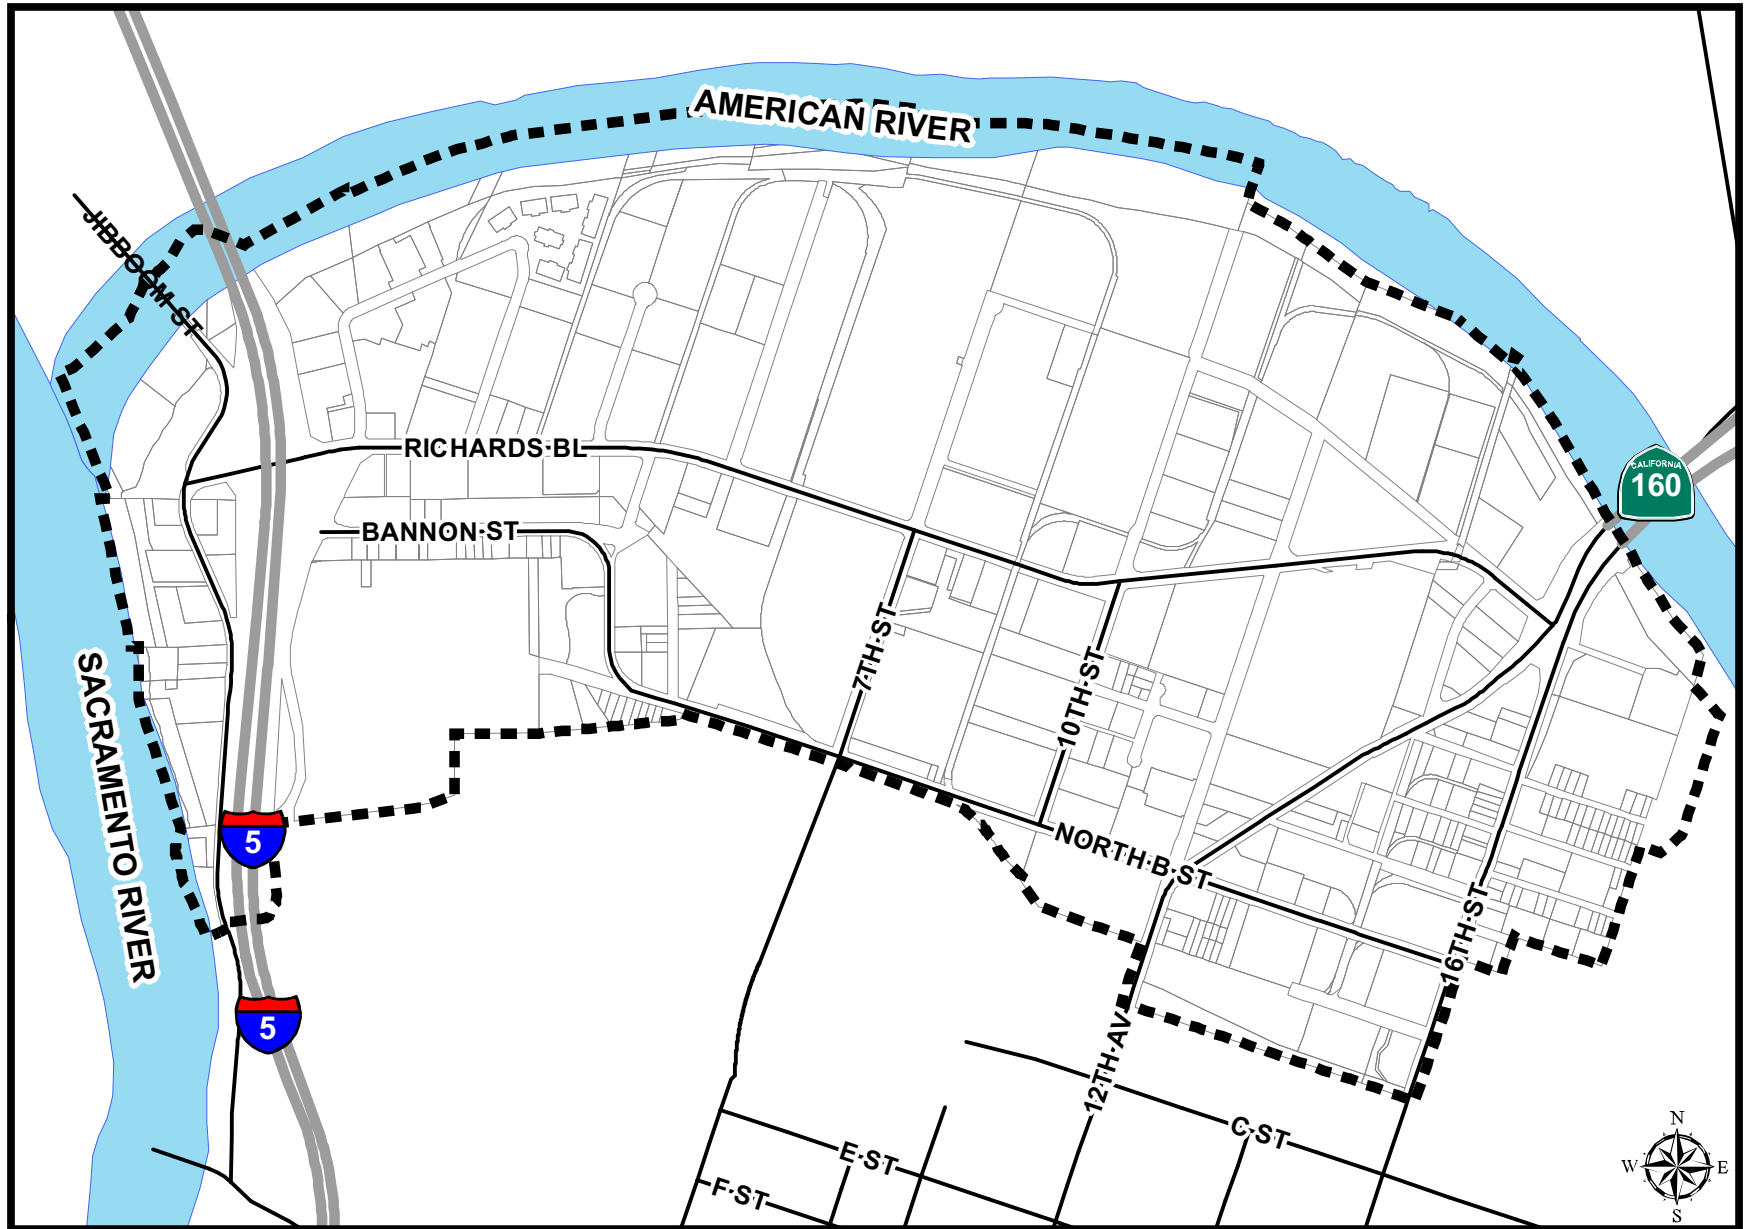 AMERICAN RIVER
JIBBOOM ST
RICHARDS BL
CALIFORNIA
160
BANNON ST
7TH ST
10TH ST
SACRAMENTO RIVER
5
NORTH B ST
16TH ST
5
12TH AV
C ST
E ST
F ST
N
W
E
S